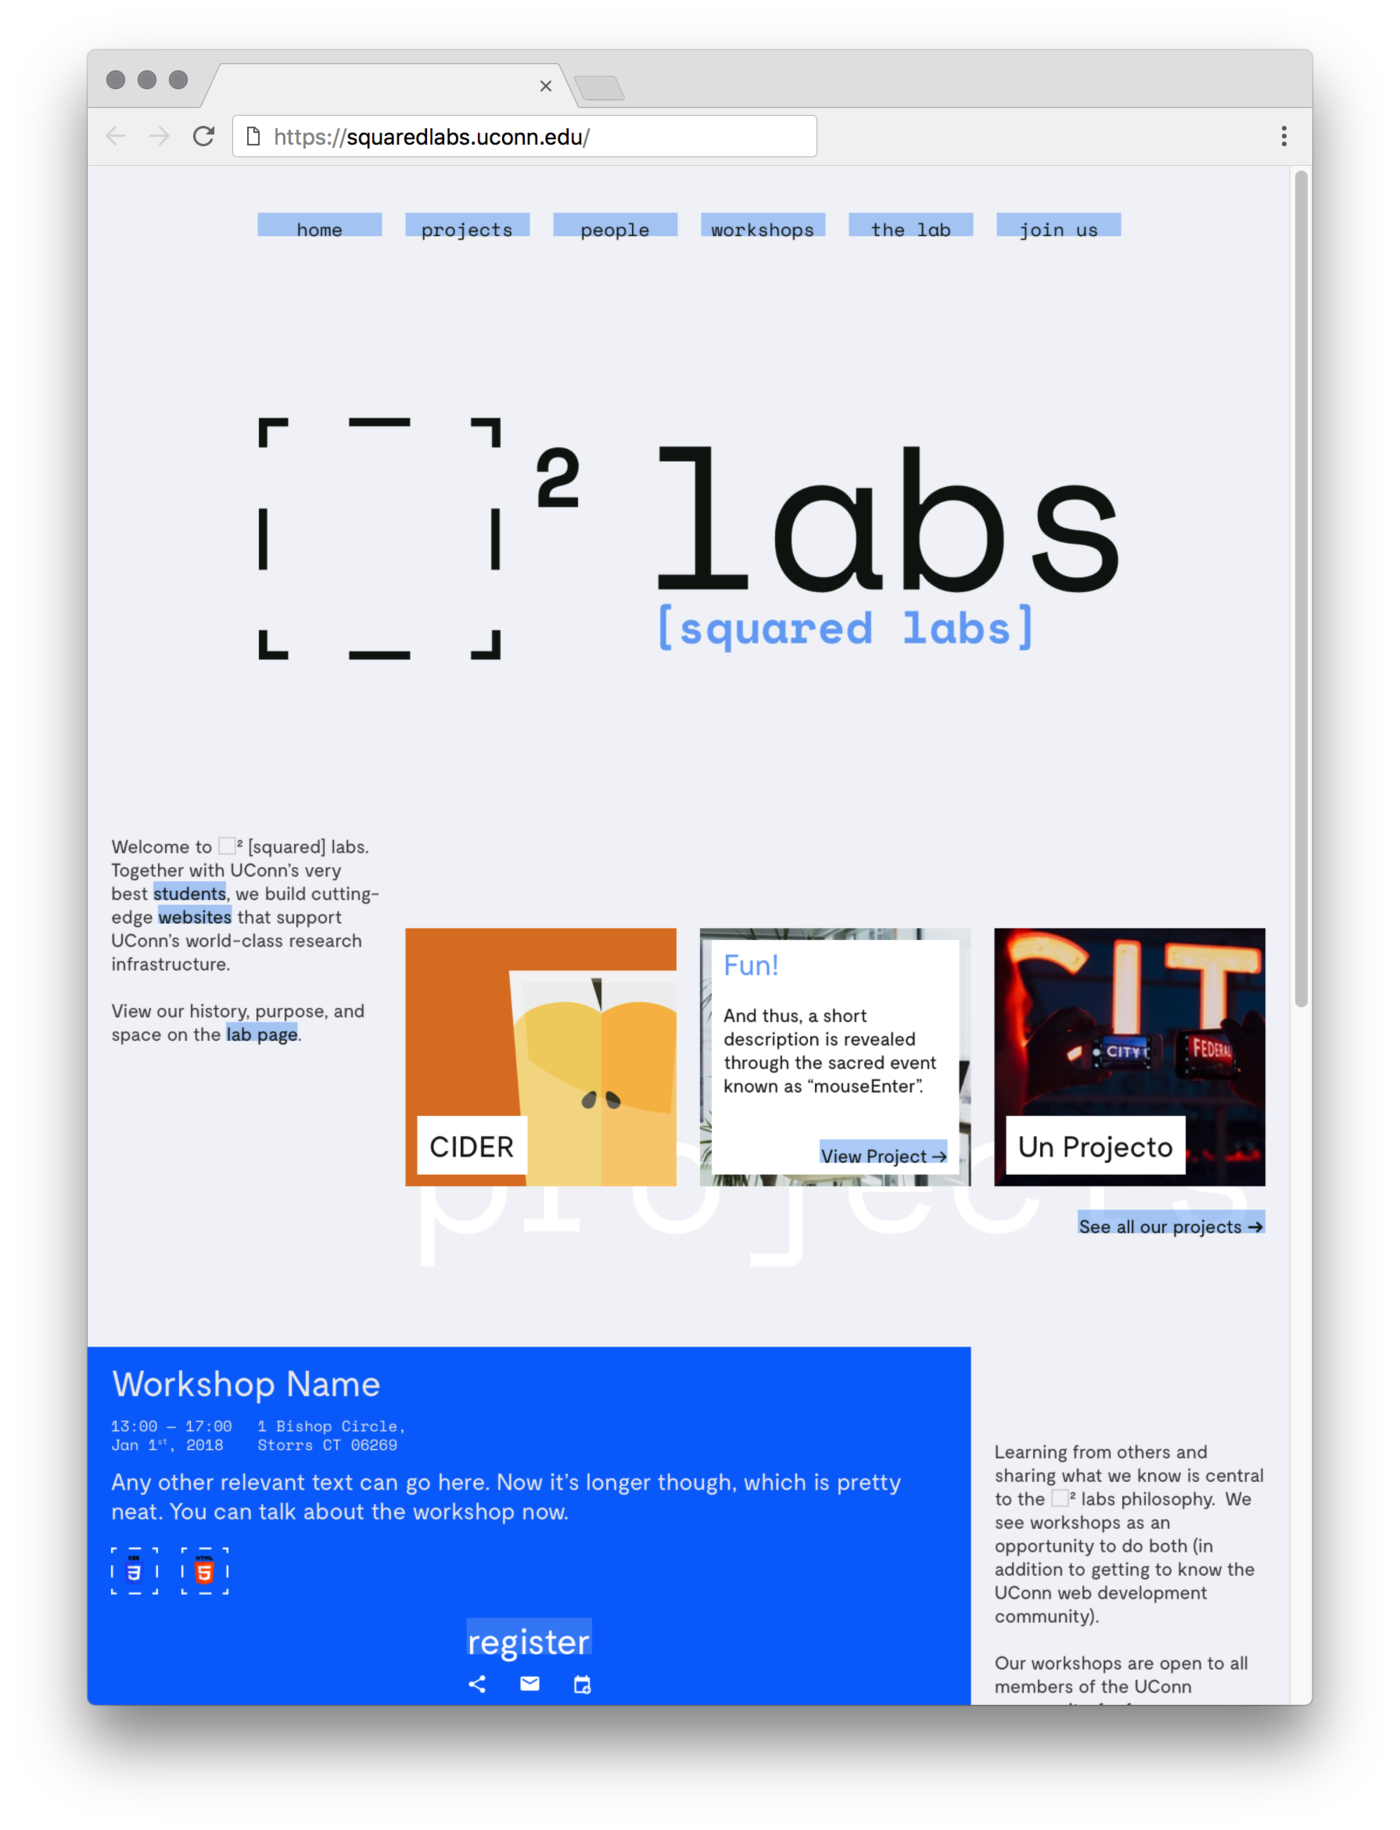 https://squaredlabs.uconn.edu/
home projects people workshops the lab join us
² labs
[squared labs]
Welcome to □² [squared] labs.
Together with UConn’s very
best students, we build cutting-
edge websites that support
UConn’s world-class research
infrastructure.
View our history, purpose, and
space on the lab page.
CIDER
Fun!
And thus, a short
description is revealed
through the sacred event
known as “mouseEnter”.
View Project →
CIT
CITY
FEDERAL
Un Projecto
projects
See all our projects →
Workshop Name
13:00 — 17:00
Jan 1st, 2018
1 Bishop Circle,
Storrs CT 06269
Any other relevant text can go here. Now it’s longer though, which is pretty
neat. You can talk about the workshop now.
CSS
3
HTML
5
register
Learning from others and
sharing what we know is central
to the □² labs philosophy. We
see workshops as an
opportunity to do both (in
addition to getting to know the
UConn web development
community).
Our workshops are open to all
members of the UConn